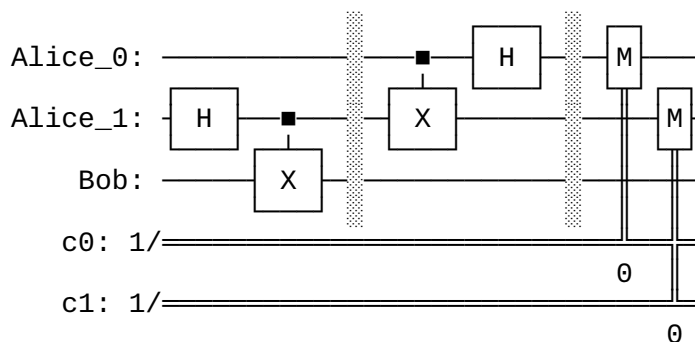 Alice_0: H M
Alice_1: H X M
Bob: X
c0: 1/
0
c1: 1/
0